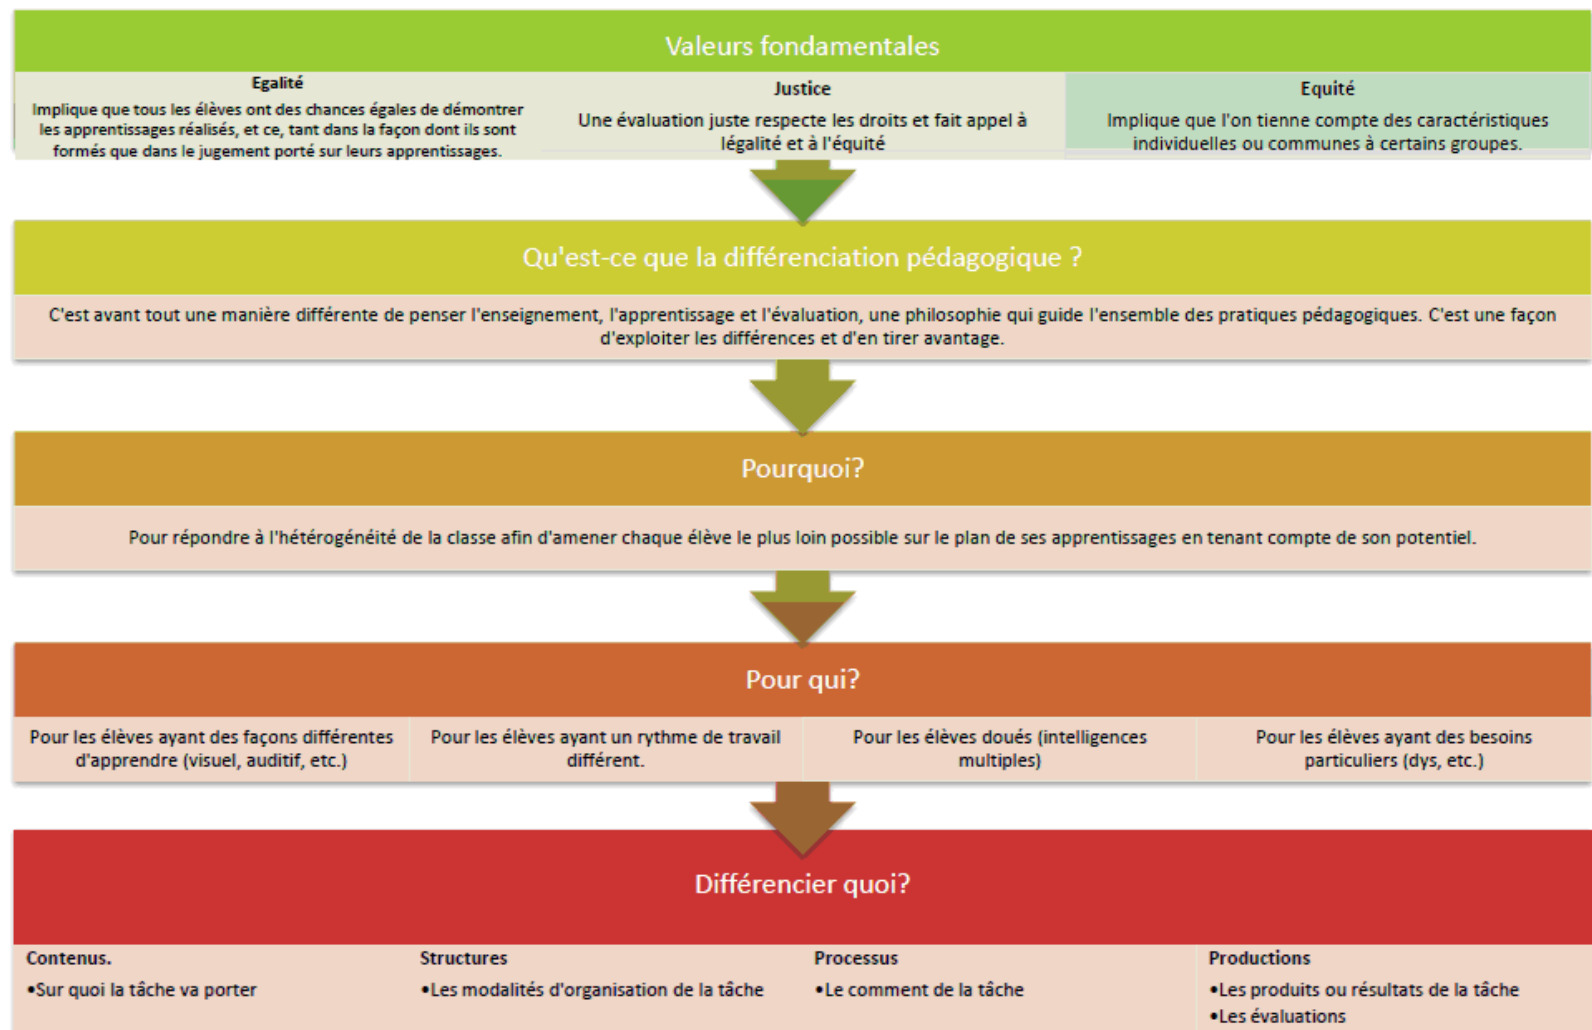 Valeurs fondamentales
Egalité
Implique que tous les élèves ont des chances égales de démontrer
les apprentissages réalisés, et ce, tant dans la façon dont ils sont
formés que dans le jugement porté sur leurs apprentissages.
Justice
Une évaluation juste respecte les droits et fait appel à
légalité et à l'équité
Equité
Implique que l'on tienne compte des caractéristiques
individuelles ou communes à certains groupes.
Qu'est-ce que la différenciation pédagogique ?
C'est avant tout une manière différente de penser l'enseignement, l'apprentissage et l'évaluation, une philosophie qui guide l'ensemble des pratiques pédagogiques. C'est une façon
d'exploiter les différences et d'en tirer avantage.
Pourquoi?
Pour répondre à l'hétérogénéité de la classe afin d'amener chaque élève le plus loin possible sur le plan de ses apprentissages en tenant compte de son potentiel.
Pour qui?
Pour les élèves ayant des façons différentes
d'apprendre (visuel, auditif, etc.)
Pour les élèves ayant un rythme de travail
différent.
Pour les élèves doués (intelligences
multiples)
Pour les élèves ayant des besoins
particuliers (dys, etc.)
Différencier quoi?
Contenus.
•Sur quoi la tâche va porter
Structures
•Les modalités d'organisation de la tâche
Processus
•Le comment de la tâche
Productions
•Les produits ou résultats de la tâche
•Les évaluations